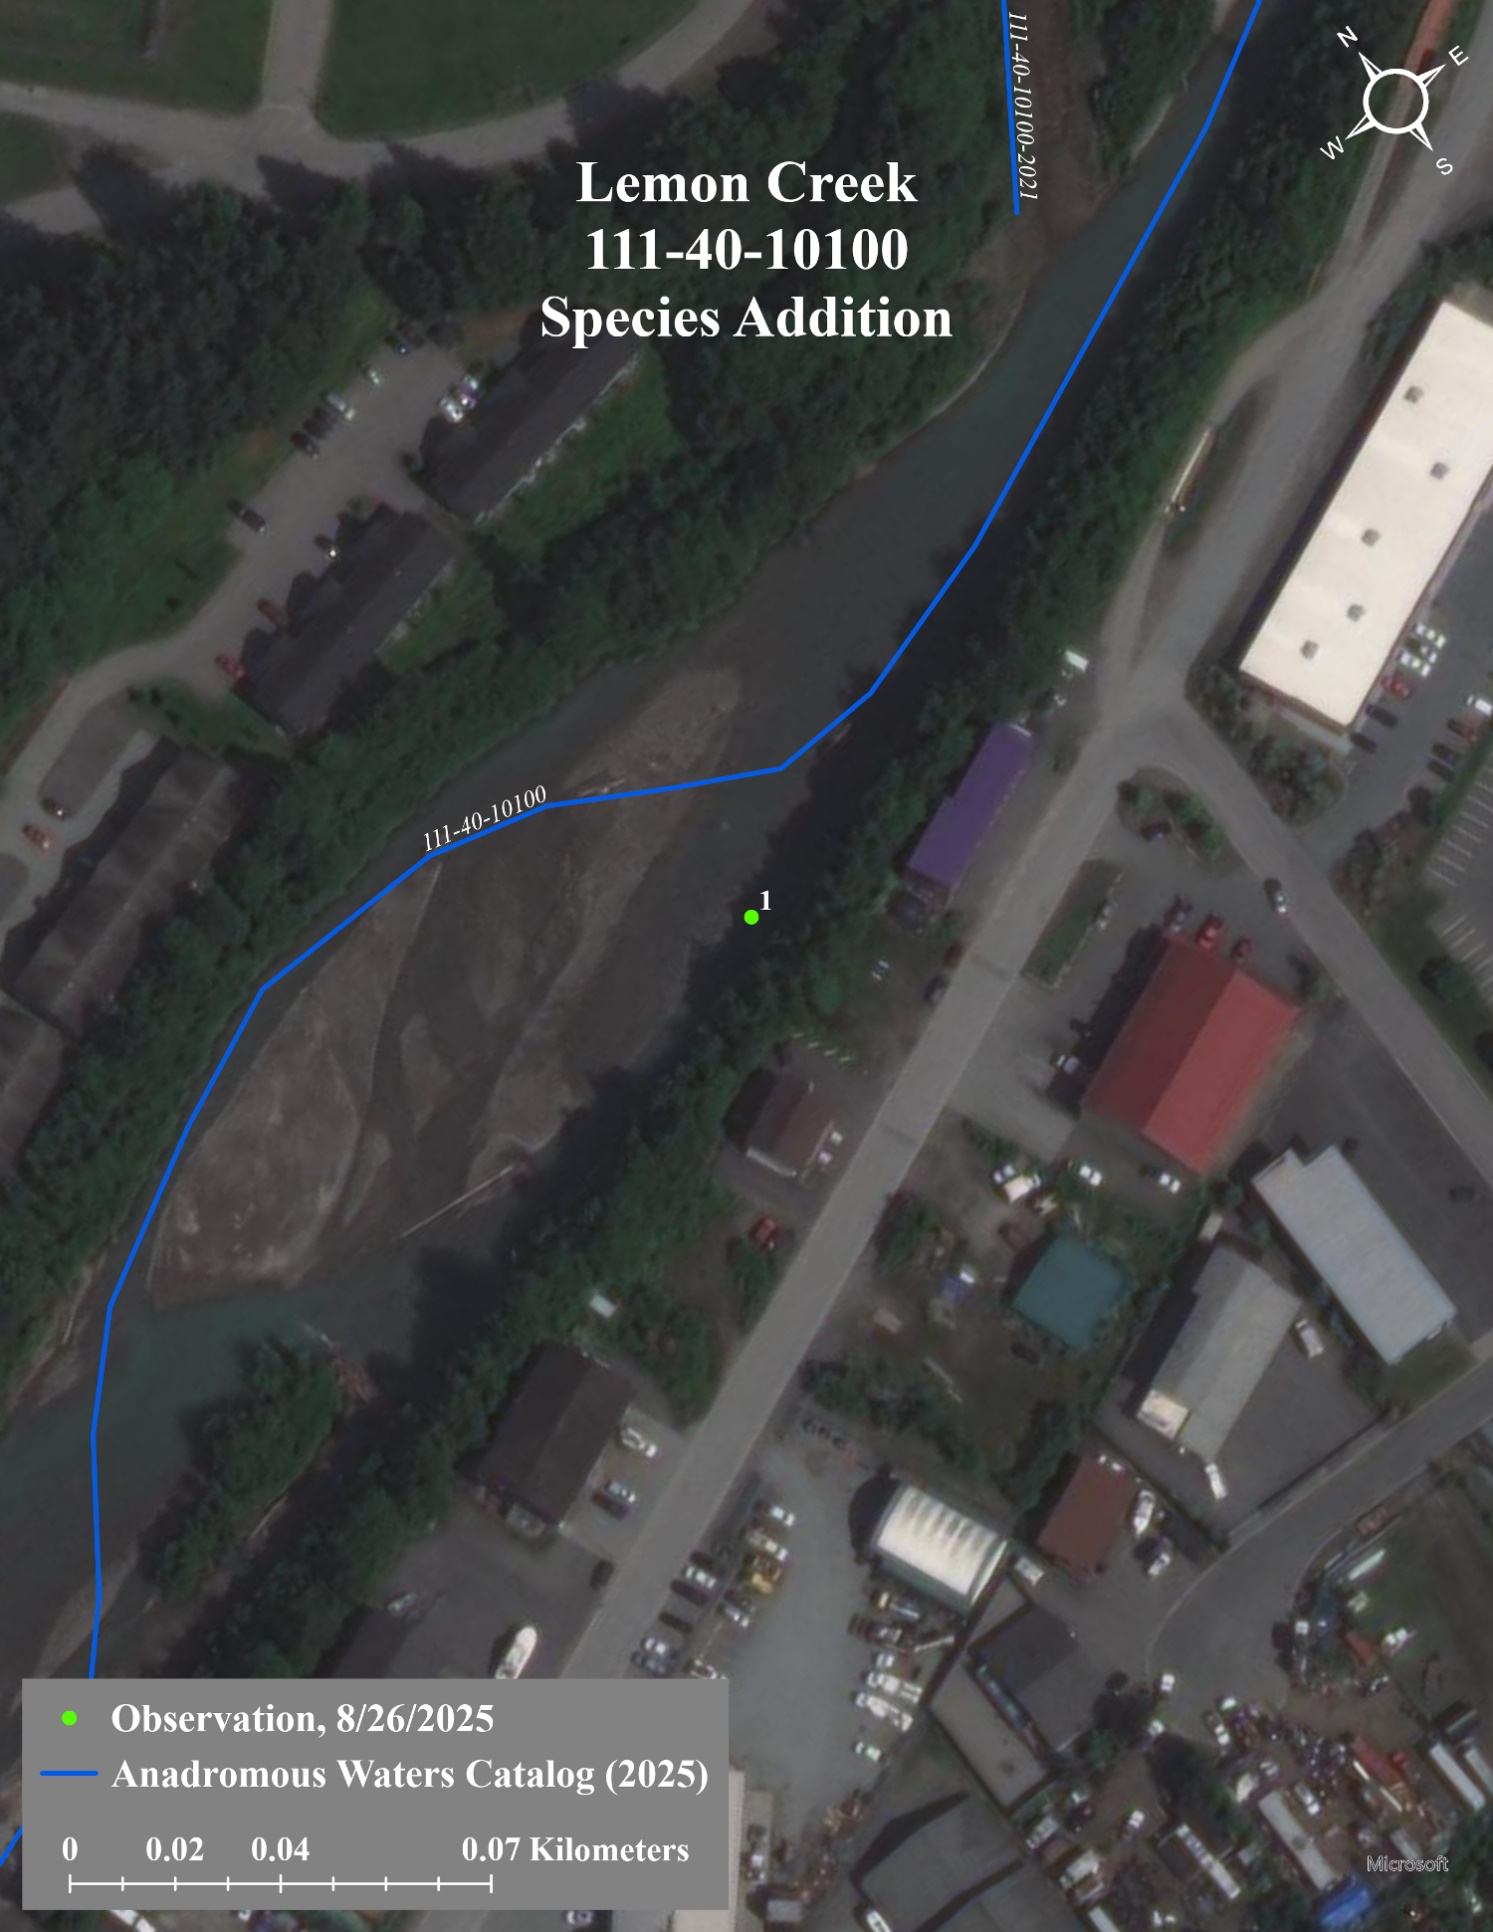 111-40-10100-2021
N
E
W
S
Lemon Creek
111-40-10100
Species Addition
111-40-10100
1
Observation, 8/26/2025
Anadromous Waters Catalog (2025)
0 0.02 0.04 0.07 Kilometers
Microsoft